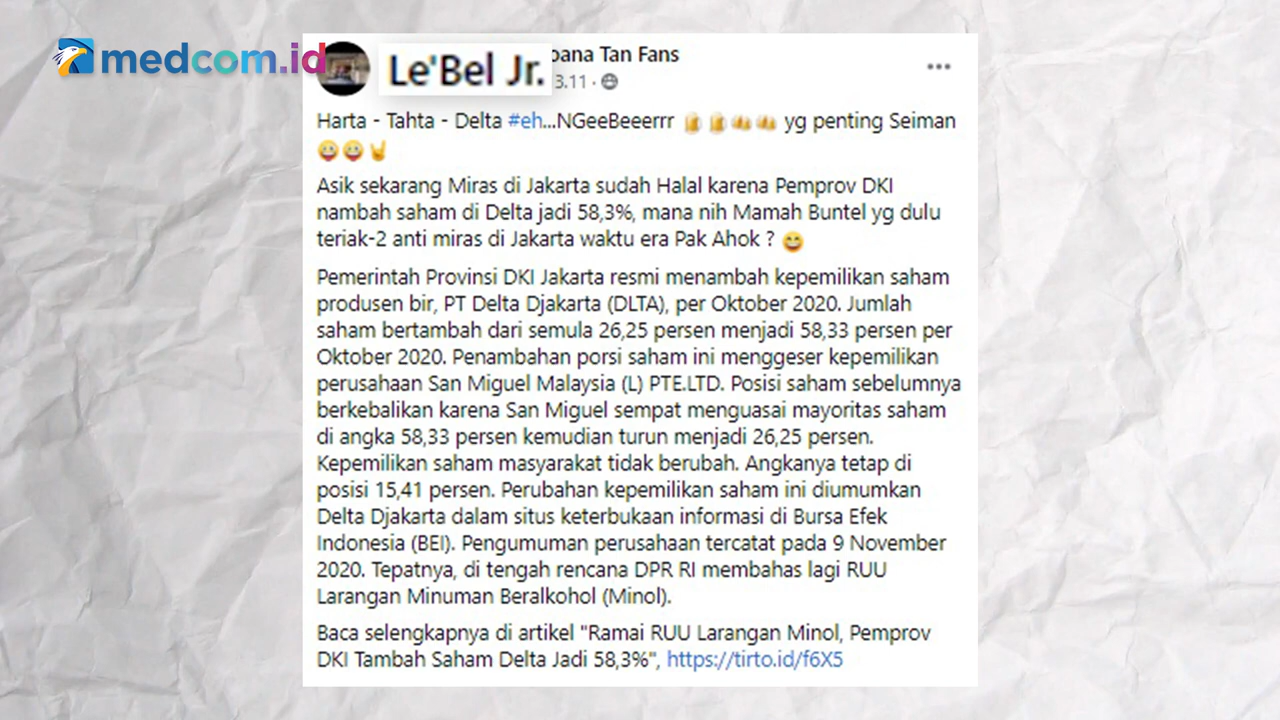 medcom.id
Le'Bel Jr.
oana Tan Fans
3.11 ·
Harta - Tahta - Delta #eh...NGeeBeeerrr 🍺🍺👊👊 yg penting Seiman
😀😀🤘
Asik sekarang Miras di Jakarta sudah Halal karena Pemprov DKI
nambah saham di Delta jadi 58,3%, mana nih Mamah Buntel yg dulu
teriak-2 anti miras di Jakarta waktu era Pak Ahok ? 😄
Pemerintah Provinsi DKI Jakarta resmi menambah kepemilikan saham
produsen bir, PT Delta Djakarta (DLTA), per Oktober 2020. Jumlah
saham bertambah dari semula 26,25 persen menjadi 58,33 persen per
Oktober 2020. Penambahan porsi saham ini menggeser kepemilikan
perusahaan San Miguel Malaysia (L) PTE.LTD. Posisi saham sebelumnya
berkebalikan karena San Miguel sempat menguasai mayoritas saham
di angka 58,33 persen kemudian turun menjadi 26,25 persen.
Kepemilikan saham masyarakat tidak berubah. Angkanya tetap di
posisi 15,41 persen. Perubahan kepemilikan saham ini diumumkan
Delta Djakarta dalam situs keterbukaan informasi di Bursa Efek
Indonesia (BEI). Pengumuman perusahaan tercatat pada 9 November
2020. Tepatnya, di tengah rencana DPR RI membahas lagi RUU
Larangan Minuman Beralkohol (Minol).
Baca selengkapnya di artikel "Ramai RUU Larangan Minol, Pemprov
DKI Tambah Saham Delta Jadi 58,3%", https://tirto.id/f6X5